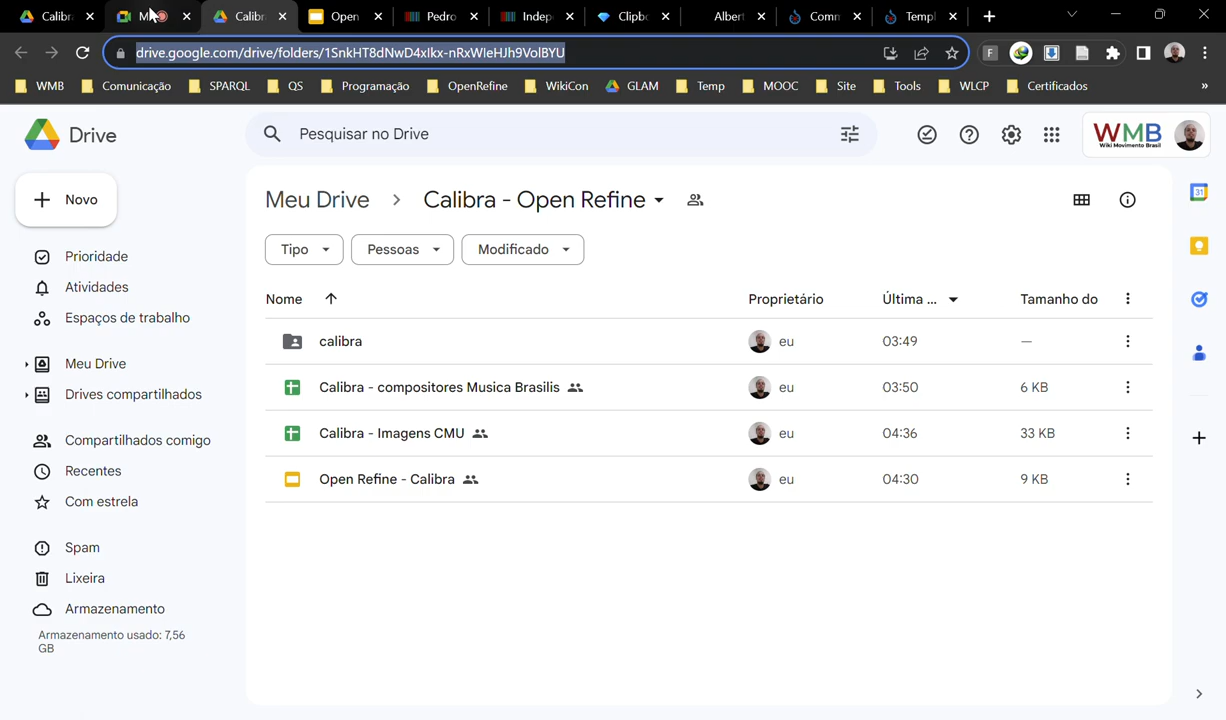 Calibr
M
Calibr
Open
Pedro
Indep
Clipbo
Albert
Comm
Templ
drive.google.com/drive/folders/1SnkHT8dNwD4xIkx-nRxWIeHJh9VolBYU
WMB
Comunicação
SPARQL
QS
Programação
OpenRefine
WikiCon
GLAM
Temp
MOOC
Site
Tools
WLCP
Certificados
»
Drive
Pesquisar no Drive
WMB
Wiki Movimento Brasil
Novo
Meu Drive > Calibra - Open Refine
Tipo
Pessoas
Modificado
Prioridade
Atividades
Espaços de trabalho
Meu Drive
Drives compartilhados
Compartilhados comigo
Recentes
Com estrela
Spam
Lixeira
Armazenamento
Armazenamento usado: 7,56
GB
Nome Proprietário Última ... Tamanho do
calibra eu 03:49 —
Calibra - compositores Musica Brasilis eu 03:50 6 KB
Calibra - Imagens CMU eu 04:36 33 KB
Open Refine - Calibra eu 04:30 9 KB
31